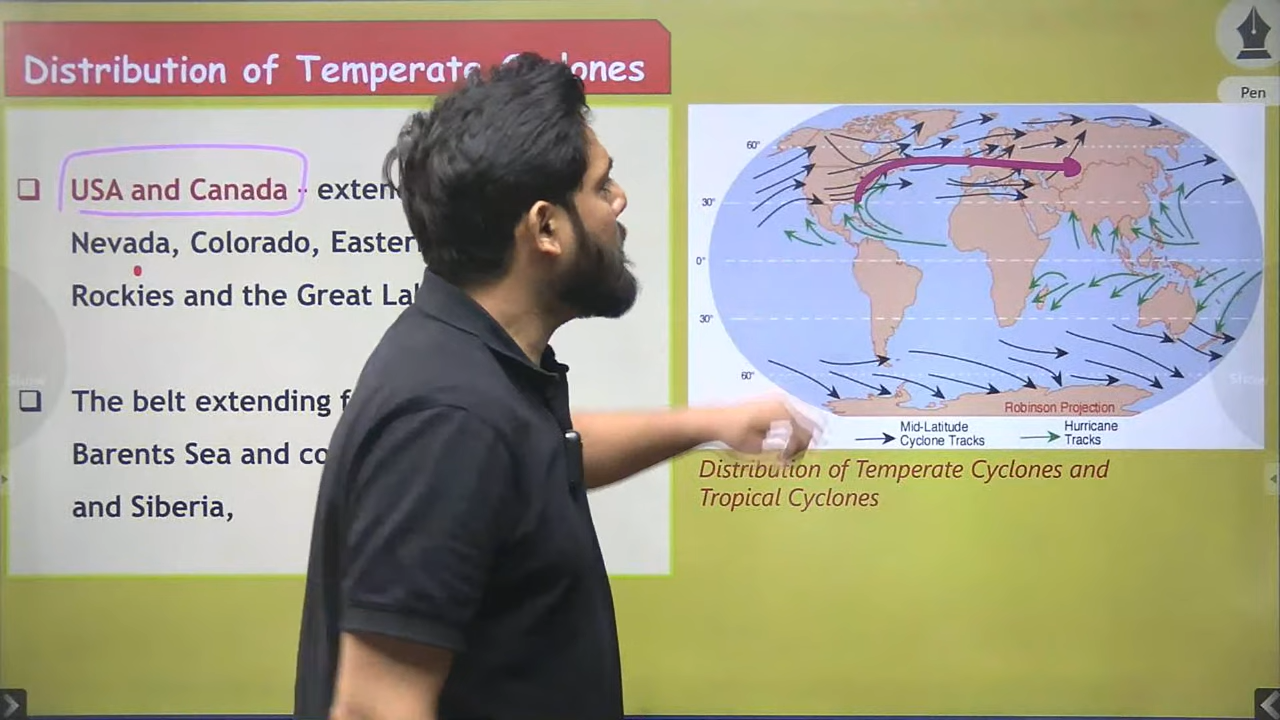 Distribution of Temperate Cyclones
USA and Canada - exten
Nevada, Colorado, Easter
Rockies and the Great La
The belt extending f
Barents Sea and co
and Siberia,
Pen
60°
30°
0°
30°
60°
Robinson Projection
Mid-Latitude
Cyclone Tracks
Hurricane
Tracks
Distribution of Temperate Cyclones and
Tropical Cyclones